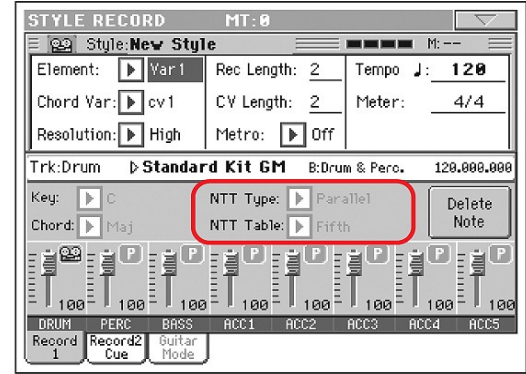 STYLE RECORD MT:0
Style:New Style M:--
Element: Var1 Rec Length: 2 Tempo ♩: 120
Chord Var: cv1 CV Length: 2 Meter: 4/4
Resolution: High Metro: Off
Trk:Drum Standard Kit GM B:Drum & Perc. 120.000.000
Key: C NTT Type: Parallel Delete
Chord: Maj NTT Table: Fifth Note
P P P P P P P
100 100 100 100 100 100 100 100
DRUM PERC BASS ACC1 ACC2 ACC3 ACC4 ACC5
Record 1 Record2 Cue Guitar Mode